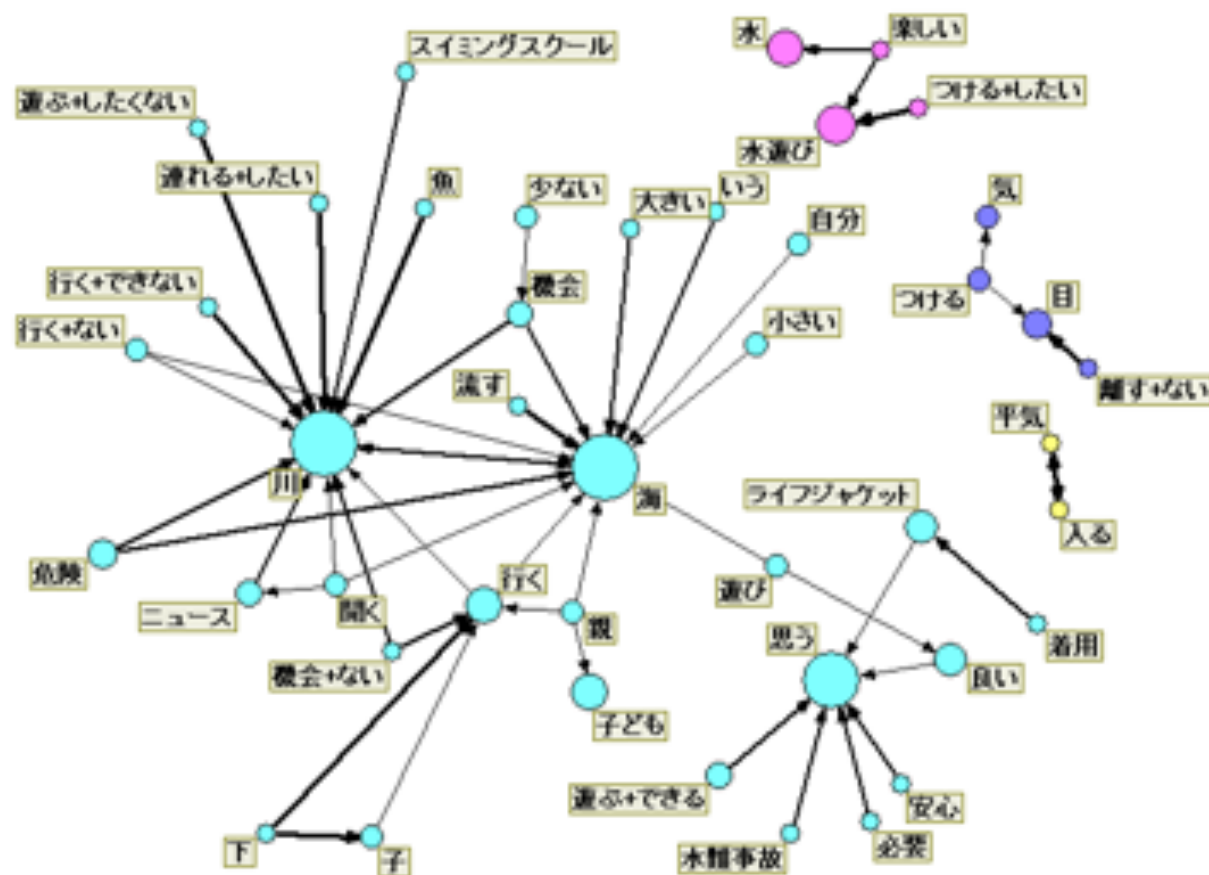 スイミングスクール
水
楽しい
遊ぶ+したくない
つける+したい
水遊び
連れる+したい
魚
少ない
大きい
いう
自分
気
行く+できない
機会
つける
目
行く+ない
小さい
離す+ない
流す
平気
川
海
ライフジャケット
入る
危険
行く
遊び
ニュース
聞く
親
思う
着用
機会+ない
良い
子ども
遊ぶ+できる
安心
下
子
水難事故
必要